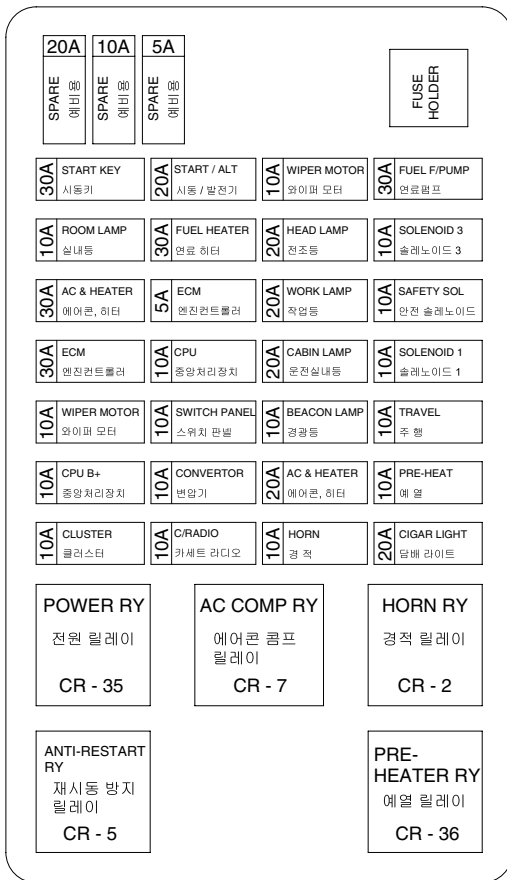 20A
10A
5A
SPARE
예비용
SPARE
예비용
SPARE
예비용
FUSE
HOLDER
30A
START KEY
시동키
20A
START / ALT
시동 / 발전기
10A
WIPER MOTOR
와이퍼 모터
30A
FUEL F/PUMP
연료펌프
10A
ROOM LAMP
실내등
30A
FUEL HEATER
연료 히터
20A
HEAD LAMP
전조등
10A
SOLENOID 3
솔레노이드 3
30A
AC & HEATER
에어콘, 히터
5A
ECM
엔진컨트롤러
20A
WORK LAMP
작업등
10A
SAFETY SOL
안전 솔레노이드
30A
ECM
엔진컨트롤러
10A
CPU
중앙처리장치
20A
CABIN LAMP
운전실내등
10A
SOLENOID 1
솔레노이드 1
10A
WIPER MOTOR
와이퍼 모터
10A
SWITCH PANEL
스위치 판넬
10A
BEACON LAMP
경광등
10A
TRAVEL
주 행
10A
CPU B+
중앙처리장치
10A
CONVERTOR
변압기
20A
AC & HEATER
에어콘, 히터
10A
PRE-HEAT
예 열
10A
CLUSTER
클러스터
10A
C/RADIO
카세트 라디오
10A
HORN
경 적
20A
CIGAR LIGHT
담배 라이트
POWER RY
전원 릴레이
CR - 35
AC COMP RY
에어콘 콤프
릴레이
CR - 7
HORN RY
경적 릴레이
CR - 2
ANTI-RESTART
RY
재시동 방지
릴레이
CR - 5
PRE-
HEATER RY
예열 릴레이
CR - 36